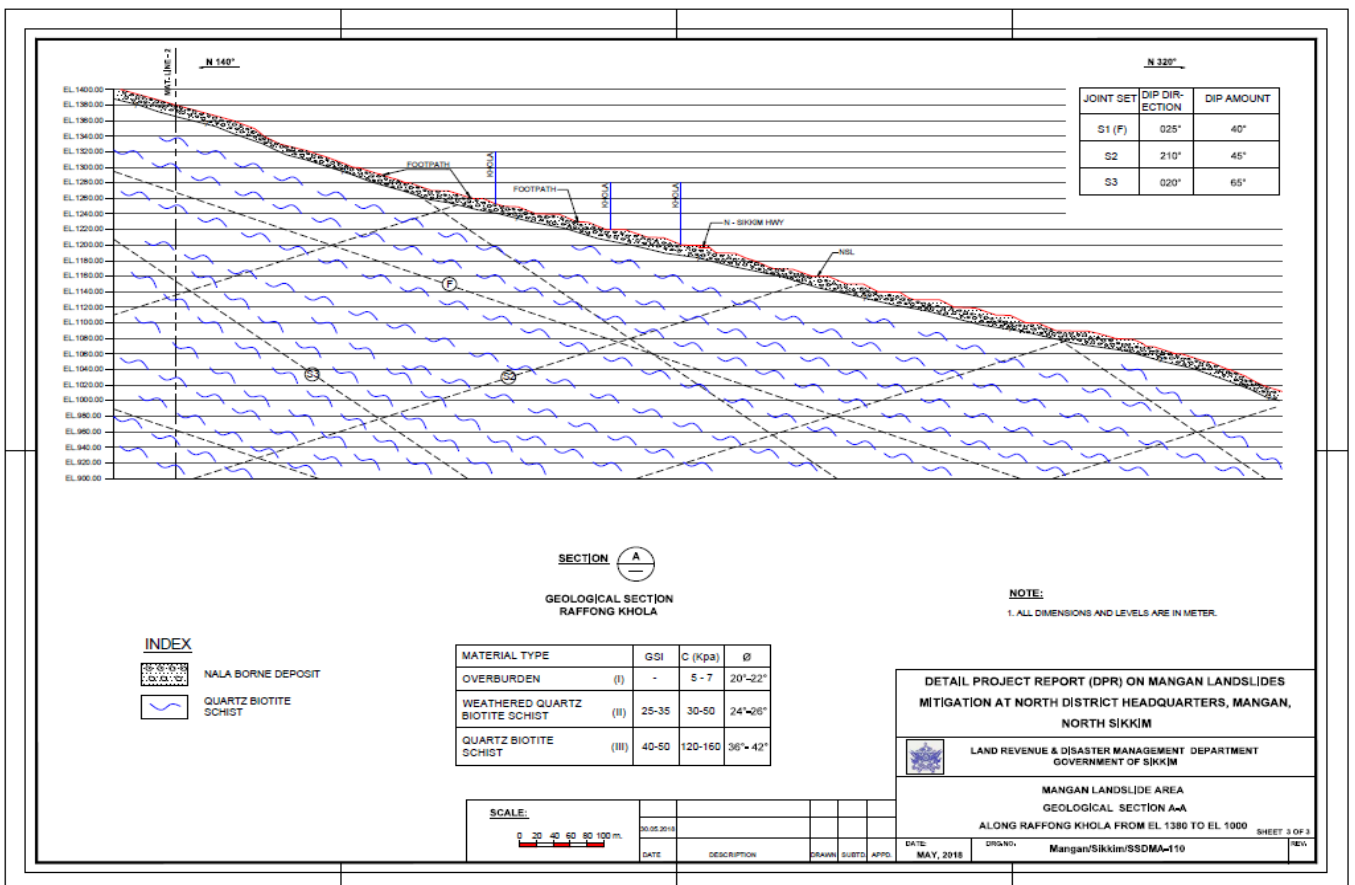 MAT. LINE - 2
N 140°
N 320°
EL.1400.00
EL.1380.00
EL.1360.00
EL.1340.00
EL.1320.00
EL.1300.00
EL.1280.00
EL.1260.00
EL.1240.00
EL.1220.00
EL.1200.00
EL.1180.00
EL.1160.00
EL.1140.00
EL.1120.00
EL.1100.00
EL.1080.00
EL.1060.00
EL.1040.00
EL.1020.00
EL.1000.00
EL.980.00
EL.960.00
EL.940.00
EL.920.00
EL.900.00
FOOTPATH
KHOLA
FOOTPATH
KHOLA
KHOLA
N - SIKKIM HWY
NSL
F
S3
S2
JOINT SET DIP DIR-ECTION DIP AMOUNT
S1 (F) 025° 40°
S2 210° 45°
S3 020° 65°
SECTION A
GEOLOGICAL SECTION
RAFFONG KHOLA
NOTE:
1. ALL DIMENSIONS AND LEVELS ARE IN METER.
INDEX
NALA BORNE DEPOSIT
QUARTZ BIOTITE
SCHIST
MATERIAL TYPE GSI C (Kpa) Ø
OVERBURDEN (I) - 5 - 7 20°-22°
WEATHERED QUARTZ
BIOTITE SCHIST (II) 25-35 30-50 24°-26°
QUARTZ BIOTITE
SCHIST (III) 40-50 120-160 36°- 42°
DETAIL PROJECT REPORT (DPR) ON MANGAN LANDSLIDES
MITIGATION AT NORTH DISTRICT HEADQUARTERS, MANGAN,
NORTH SIKKIM
LAND REVENUE & DISASTER MANAGEMENT DEPARTMENT
GOVERNMENT OF SIKKIM
MANGAN LANDSLIDE AREA
GEOLOGICAL SECTION A-A
ALONG RAFFONG KHOLA FROM EL 1380 TO EL 1000
SHEET 3 OF 3
SCALE:
0 20 40 60 80 100 m.
30.05.2018
DATE DESCRIPTION DRAWN SUBTD. APPD.
DATE: MAY, 2018
DRG.NO. Mangan/Sikkim/SSDMA-110
REV.